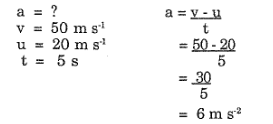 a = ?
v = 50 m s⁻¹
u = 20 m s⁻¹
t = 5 s
a = v - u
t
= 50 - 20
5
= 30
5
= 6 m s⁻²